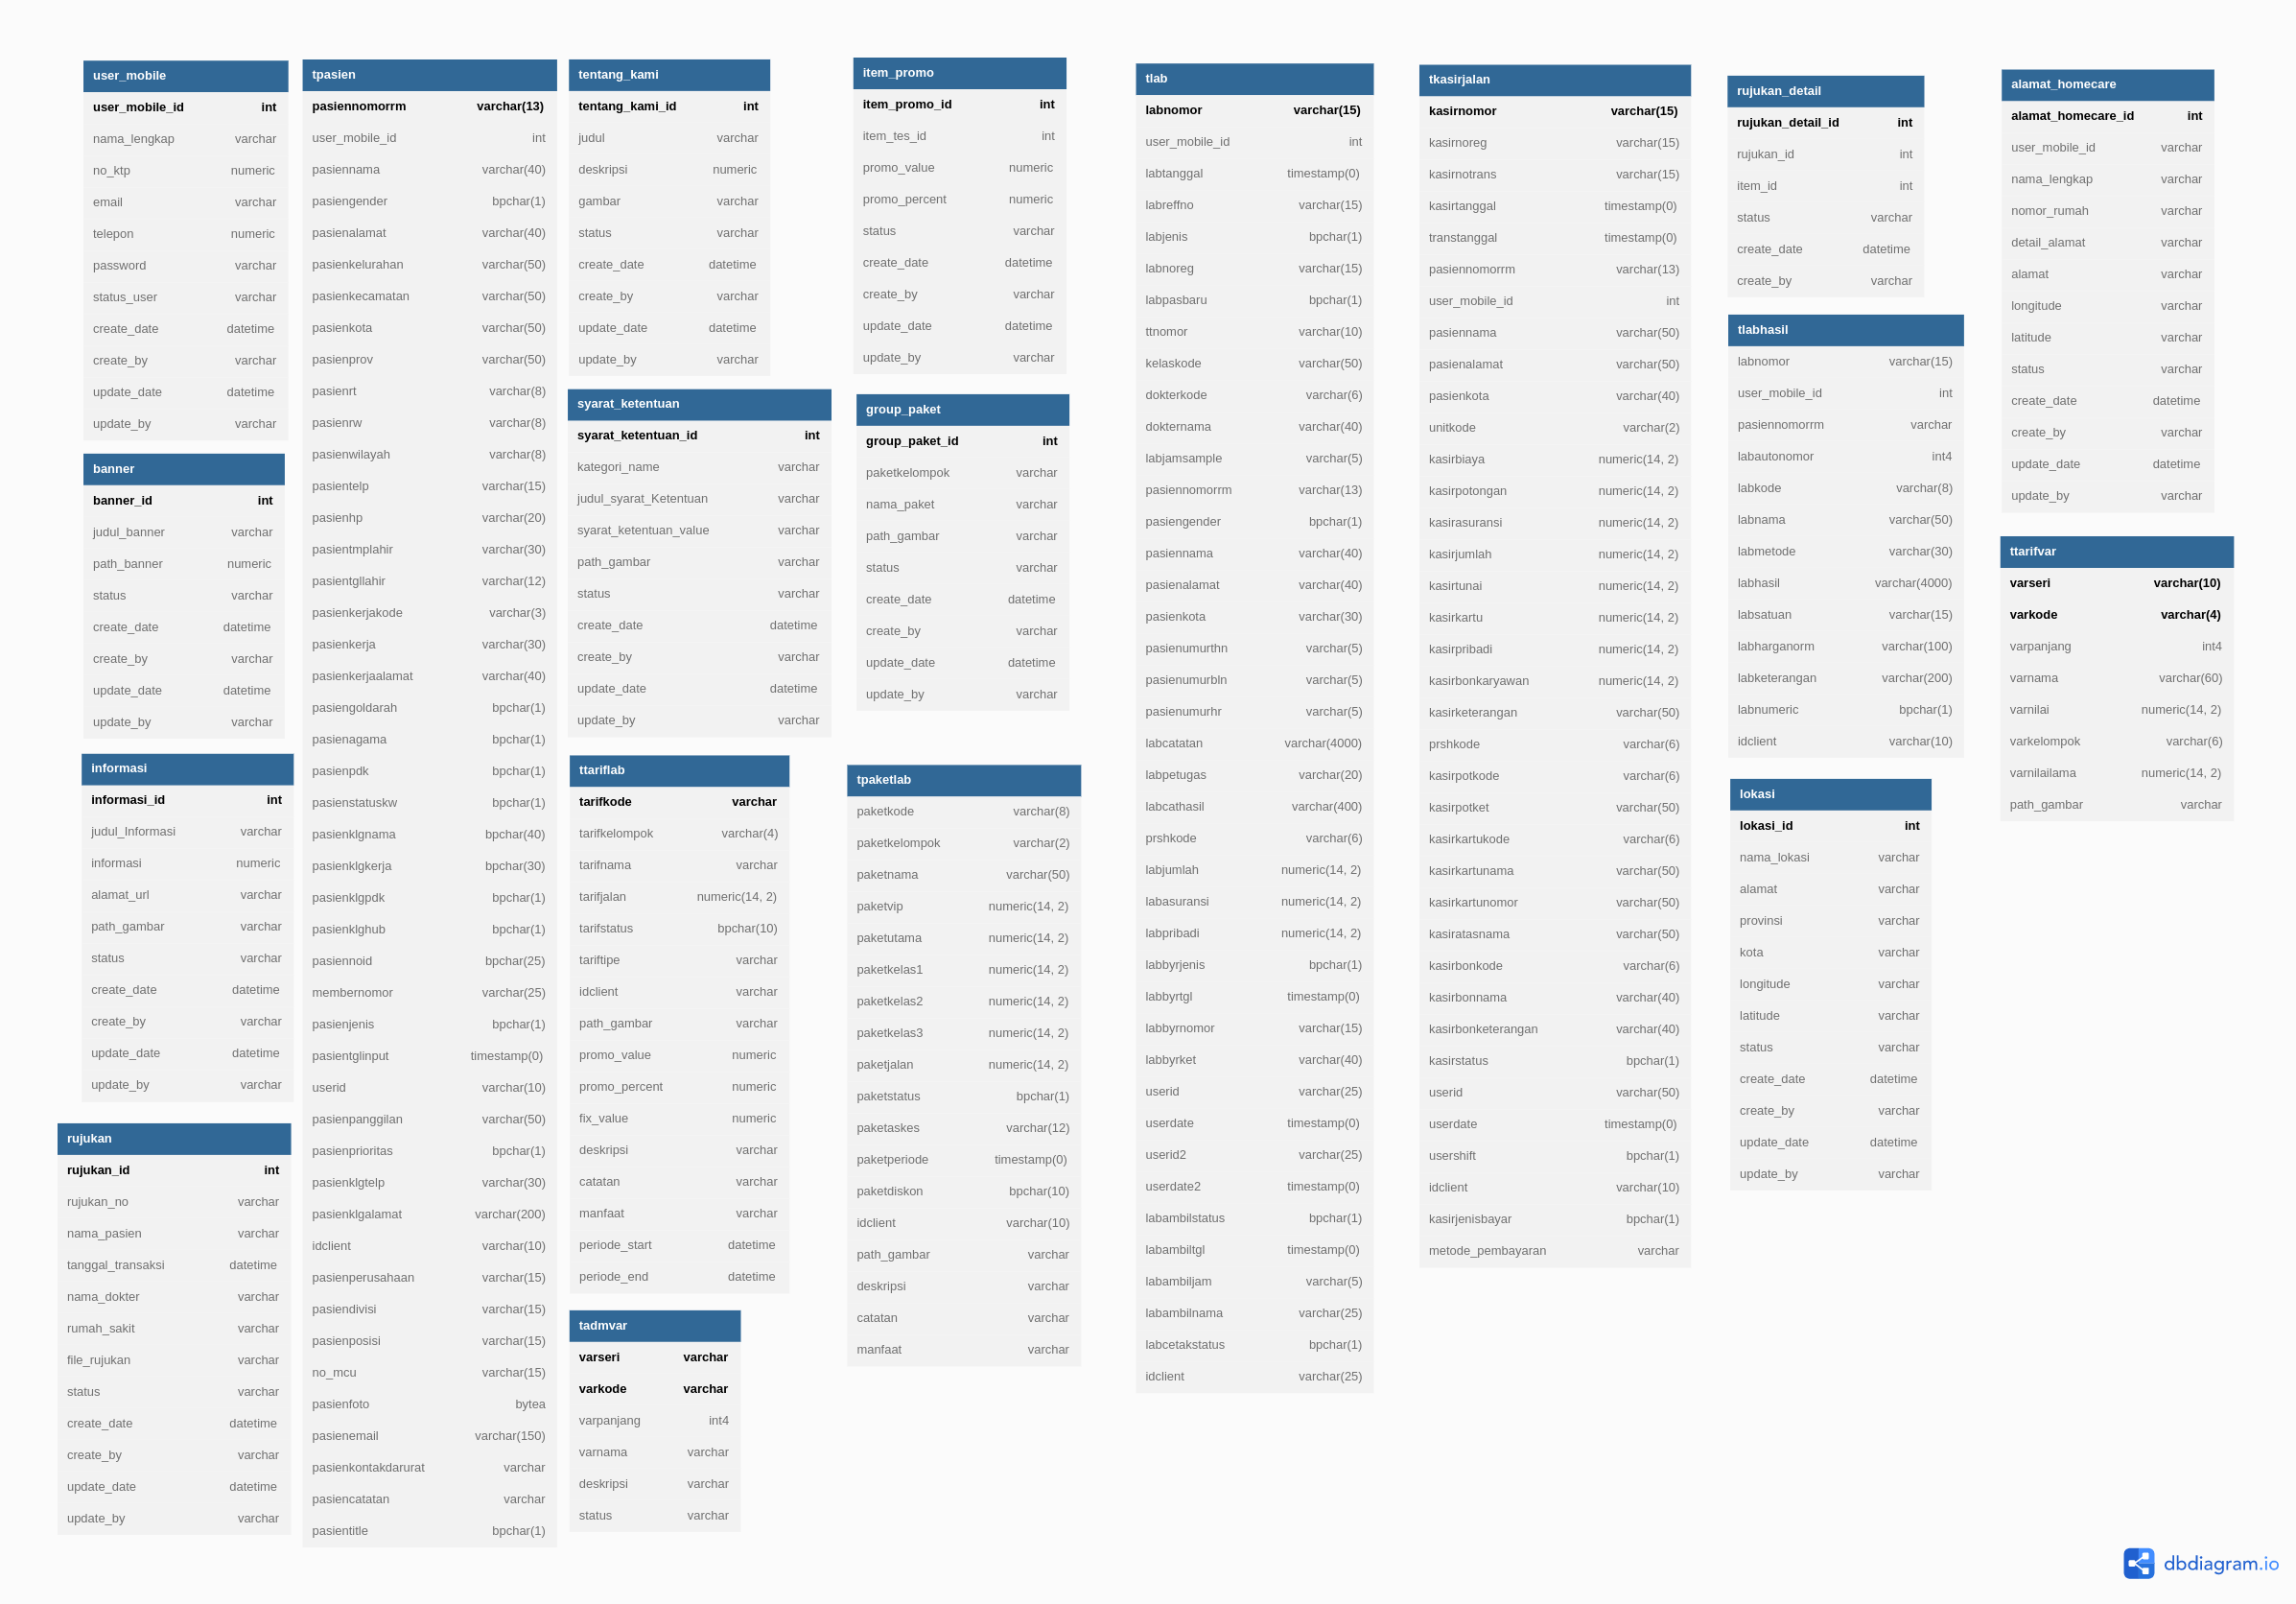 user_mobile
user_mobile_id int
nama_lengkap varchar
no_ktp numeric
email varchar
telepon numeric
password varchar
status_user varchar
create_date datetime
create_by varchar
update_date datetime
update_by varchar
banner
banner_id int
judul_banner varchar
path_banner numeric
status varchar
create_date datetime
create_by varchar
update_date datetime
update_by varchar
informasi
informasi_id int
judul_Informasi varchar
informasi numeric
alamat_url varchar
path_gambar varchar
status varchar
create_date datetime
create_by varchar
update_date datetime
update_by varchar
rujukan
rujukan_id int
rujukan_no varchar
nama_pasien varchar
tanggal_transaksi datetime
nama_dokter varchar
rumah_sakit varchar
file_rujukan varchar
status varchar
create_date datetime
create_by varchar
update_date datetime
update_by varchar
tpasien
pasiennomorrm varchar(13)
user_mobile_id int
pasiennama varchar(40)
pasiengender bpchar(1)
pasienalamat varchar(40)
pasienkelurahan varchar(50)
pasienkecamatan varchar(50)
pasienkota varchar(50)
pasienprov varchar(50)
pasienrt varchar(8)
pasienrw varchar(8)
pasienwilayah varchar(8)
pasientelp varchar(15)
pasienhp varchar(20)
pasientmplahir varchar(30)
pasientgllahir varchar(12)
pasienkerjakode varchar(3)
pasienkerja varchar(30)
pasienkerjaalamat varchar(40)
pasiengoldarah bpchar(1)
pasienagama bpchar(1)
pasienpdk bpchar(1)
pasienstatuskw bpchar(1)
pasienklgnama bpchar(40)
pasienklgkerja bpchar(30)
pasienklgpdk bpchar(1)
pasienklghub bpchar(1)
pasiennoid bpchar(25)
membernomor varchar(25)
pasienjenis bpchar(1)
pasientglinput timestamp(0)
userid varchar(10)
pasienpanggilan varchar(50)
pasienprioritas bpchar(1)
pasienklgtelp varchar(30)
pasienklgalamat varchar(200)
idclient varchar(10)
pasienperusahaan varchar(15)
pasiendivisi varchar(15)
pasienposisi varchar(15)
no_mcu varchar(15)
pasienfoto bytea
pasienemail varchar(150)
pasienkontakdarurat varchar
pasiencatatan varchar
pasientitle bpchar(1)
tentang_kami
tentang_kami_id int
judul varchar
deskripsi numeric
gambar varchar
status varchar
create_date datetime
create_by varchar
update_date datetime
update_by varchar
syarat_ketentuan
syarat_ketentuan_id int
kategori_name varchar
judul_syarat_Ketentuan varchar
syarat_ketentuan_value varchar
path_gambar varchar
status varchar
create_date datetime
create_by varchar
update_date datetime
update_by varchar
ttariflab
tarifkode varchar
tarifkelompok varchar(4)
tarifnama varchar
tarifjalan numeric(14, 2)
tarifstatus bpchar(10)
tariftipe varchar
idclient varchar
path_gambar varchar
promo_value numeric
promo_percent numeric
fix_value numeric
deskripsi varchar
catatan varchar
manfaat varchar
periode_start datetime
periode_end datetime
tadmvar
varseri varchar
varkode varchar
varpanjang int4
varnama varchar
deskripsi varchar
status varchar
item_promo
item_promo_id int
item_tes_id int
promo_value numeric
promo_percent numeric
status varchar
create_date datetime
create_by varchar
update_date datetime
update_by varchar
group_paket
group_paket_id int
paketkelompok varchar
nama_paket varchar
path_gambar varchar
status varchar
create_date datetime
create_by varchar
update_date datetime
update_by varchar
tpaketlab
paketkode varchar(8)
paketkelompok varchar(2)
paketnama varchar(50)
paketvip numeric(14, 2)
paketutama numeric(14, 2)
paketkelas1 numeric(14, 2)
paketkelas2 numeric(14, 2)
paketkelas3 numeric(14, 2)
paketjalan numeric(14, 2)
paketstatus bpchar(1)
paketaskes varchar(12)
paketperiode timestamp(0)
paketdiskon bpchar(10)
idclient varchar(10)
path_gambar varchar
deskripsi varchar
catatan varchar
manfaat varchar
tlab
labnomor varchar(15)
user_mobile_id int
labtanggal timestamp(0)
labreffno varchar(15)
labjenis bpchar(1)
labnoreg varchar(15)
labpasbaru bpchar(1)
ttnomor varchar(10)
kelaskode varchar(50)
dokterkode varchar(6)
dokternama varchar(40)
labjamsample varchar(5)
pasiennomorrm varchar(13)
pasiengender bpchar(1)
pasiennama varchar(40)
pasienalamat varchar(40)
pasienkota varchar(30)
pasienumurthn varchar(5)
pasienumurbln varchar(5)
pasienumurhr varchar(5)
labcatatan varchar(4000)
labpetugas varchar(20)
labcathasil varchar(400)
prshkode varchar(6)
labjumlah numeric(14, 2)
labasuransi numeric(14, 2)
labpribadi numeric(14, 2)
labbyrjenis bpchar(1)
labbyrtgl timestamp(0)
labbyrnomor varchar(15)
labbyrket varchar(40)
userid varchar(25)
userdate timestamp(0)
userid2 varchar(25)
userdate2 timestamp(0)
labambilstatus bpchar(1)
labambiltgl timestamp(0)
labambiljam varchar(5)
labambilnama varchar(25)
labcetakstatus bpchar(1)
idclient varchar(25)
tkasirjalan
kasirnomor varchar(15)
kasirnoreg varchar(15)
kasirnotrans varchar(15)
kasirtanggal timestamp(0)
transtanggal timestamp(0)
pasiennomorrm varchar(13)
user_mobile_id int
pasiennama varchar(50)
pasienalamat varchar(50)
pasienkota varchar(40)
unitkode varchar(2)
kasirbiaya numeric(14, 2)
kasirpotongan numeric(14, 2)
kasirasuransi numeric(14, 2)
kasirjumlah numeric(14, 2)
kasirtunai numeric(14, 2)
kasirkartu numeric(14, 2)
kasirpribadi numeric(14, 2)
kasirbonkaryawan numeric(14, 2)
kasirketerangan varchar(50)
prshkode varchar(6)
kasirpotkode varchar(6)
kasirpotket varchar(50)
kasirkartukode varchar(6)
kasirkartunama varchar(50)
kasirkartunomor varchar(50)
kasiratasnama varchar(50)
kasirbonkode varchar(6)
kasirbonnama varchar(40)
kasirbonketerangan varchar(40)
kasirstatus bpchar(1)
userid varchar(50)
userdate timestamp(0)
usershift bpchar(1)
idclient varchar(10)
kasirjenisbayar bpchar(1)
metode_pembayaran varchar
rujukan_detail
rujukan_detail_id int
rujukan_id int
item_id int
status varchar
create_date datetime
create_by varchar
tlabhasil
labnomor varchar(15)
user_mobile_id int
pasiennomorrm varchar
labautonomor int4
labkode varchar(8)
labnama varchar(50)
labmetode varchar(30)
labhasil varchar(4000)
labsatuan varchar(15)
labharganorm varchar(100)
labketerangan varchar(200)
labnumeric bpchar(1)
idclient varchar(10)
lokasi
lokasi_id int
nama_lokasi varchar
alamat varchar
provinsi varchar
kota varchar
longitude varchar
latitude varchar
status varchar
create_date datetime
create_by varchar
update_date datetime
update_by varchar
alamat_homecare
alamat_homecare_id int
user_mobile_id varchar
nama_lengkap varchar
nomor_rumah varchar
detail_alamat varchar
alamat varchar
longitude varchar
latitude varchar
status varchar
create_date datetime
create_by varchar
update_date datetime
update_by varchar
ttarifvar
varseri varchar(10)
varkode varchar(4)
varpanjang int4
varnama varchar(60)
varnilai numeric(14, 2)
varkelompok varchar(6)
varnilailama numeric(14, 2)
path_gambar varchar
dbdiagram.io